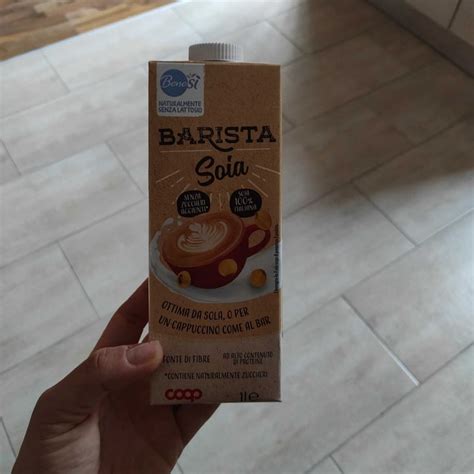 BeneSì
NATURALMENTE
SENZA LATTOSIO
BARISTA
Soia
SENZA
ZUCCHERI
AGGIUNTI*
SOIA
100%
ITALIANA
OTTIMA DA SOLA, O PER
UN CAPPUCCINO COME AL BAR
FONTE DI FIBRE
AD ALTO CONTENUTO
DI PROTEINE
*CONTIENE NATURALMENTE ZUCCHERI
coop
1L e